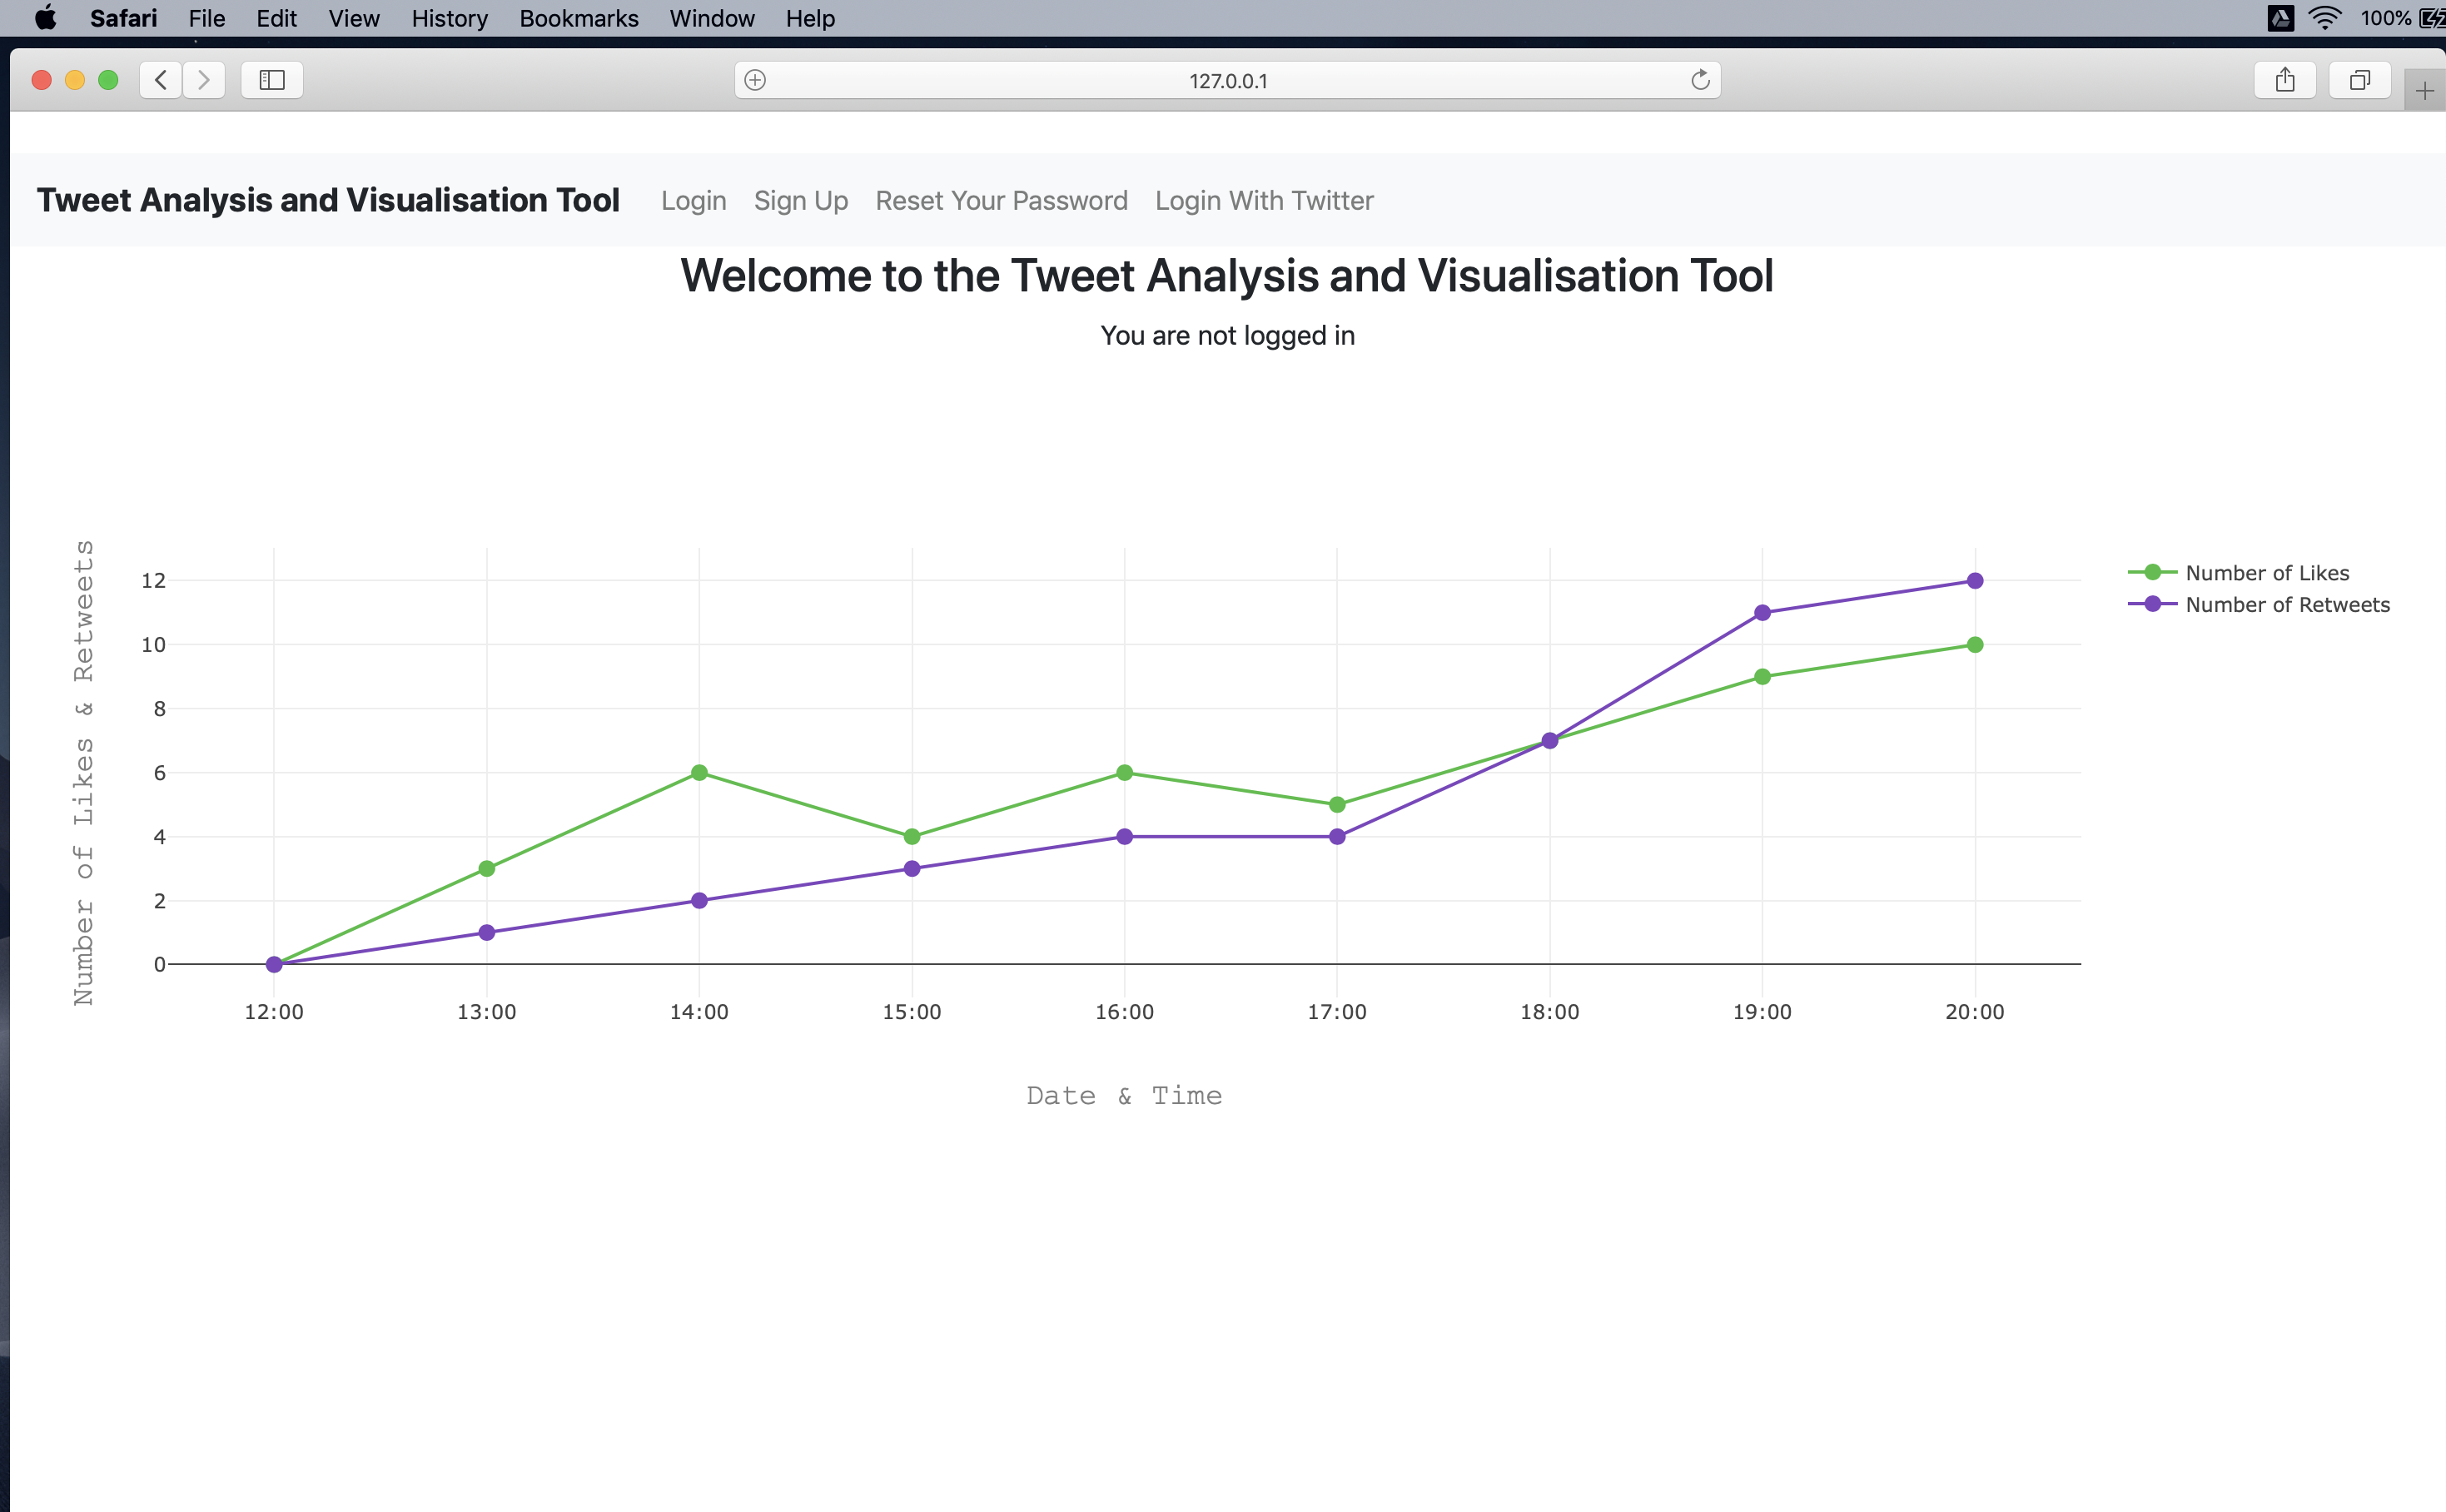 Safari File Edit View History Bookmarks Window Help 100%
127.0.0.1
Tweet Analysis and Visualisation Tool Login Sign Up Reset Your Password Login With Twitter
Welcome to the Tweet Analysis and Visualisation Tool
You are not logged in
Number of Likes & Retweets
12
10
8
6
4
2
0
12:00 13:00 14:00 15:00 16:00 17:00 18:00 19:00 20:00
Date & Time
Number of Likes
Number of Retweets